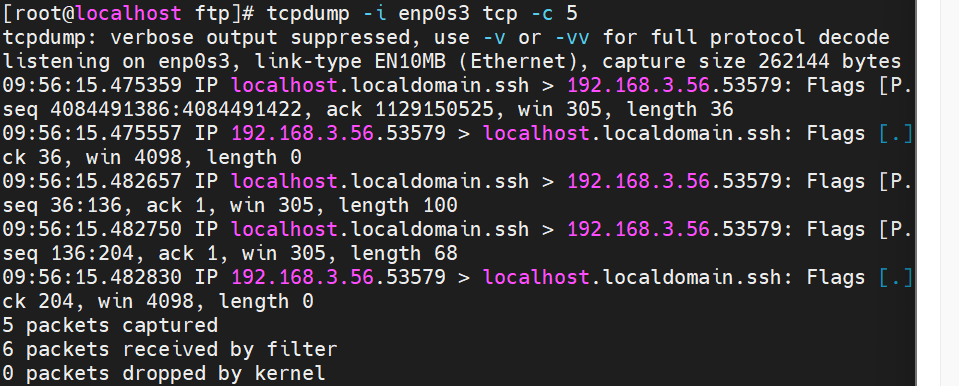 [root@localhost ftp]# tcpdump -i enp0s3 tcp -c 5
tcpdump: verbose output suppressed, use -v or -vv for full protocol decode
listening on enp0s3, link-type EN10MB (Ethernet), capture size 262144 bytes
09:56:15.475359 IP localhost.localdomain.ssh > 192.168.3.56.53579: Flags [P.
seq 4084491386:4084491422, ack 1129150525, win 305, length 36
09:56:15.475557 IP 192.168.3.56.53579 > localhost.localdomain.ssh: Flags [.]
ck 36, win 4098, length 0
09:56:15.482657 IP localhost.localdomain.ssh > 192.168.3.56.53579: Flags [P.
seq 36:136, ack 1, win 305, length 100
09:56:15.482750 IP localhost.localdomain.ssh > 192.168.3.56.53579: Flags [P.
seq 136:204, ack 1, win 305, length 68
09:56:15.482830 IP 192.168.3.56.53579 > localhost.localdomain.ssh: Flags [.]
ck 204, win 4098, length 0
5 packets captured
6 packets received by filter
0 packets dropped by kernel